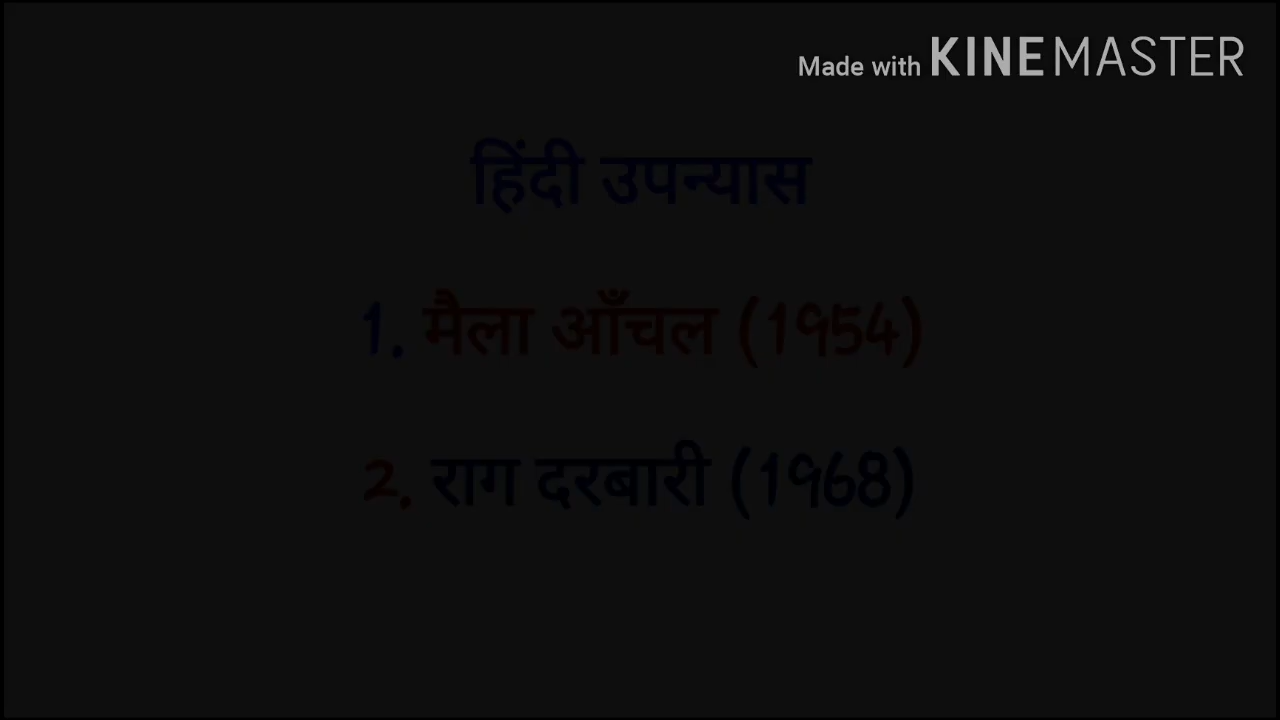 Made with KINEMASTER
हिंदी उपन्यास
1. मैला आँचल (1954)
2. राग दरबारी (1968)